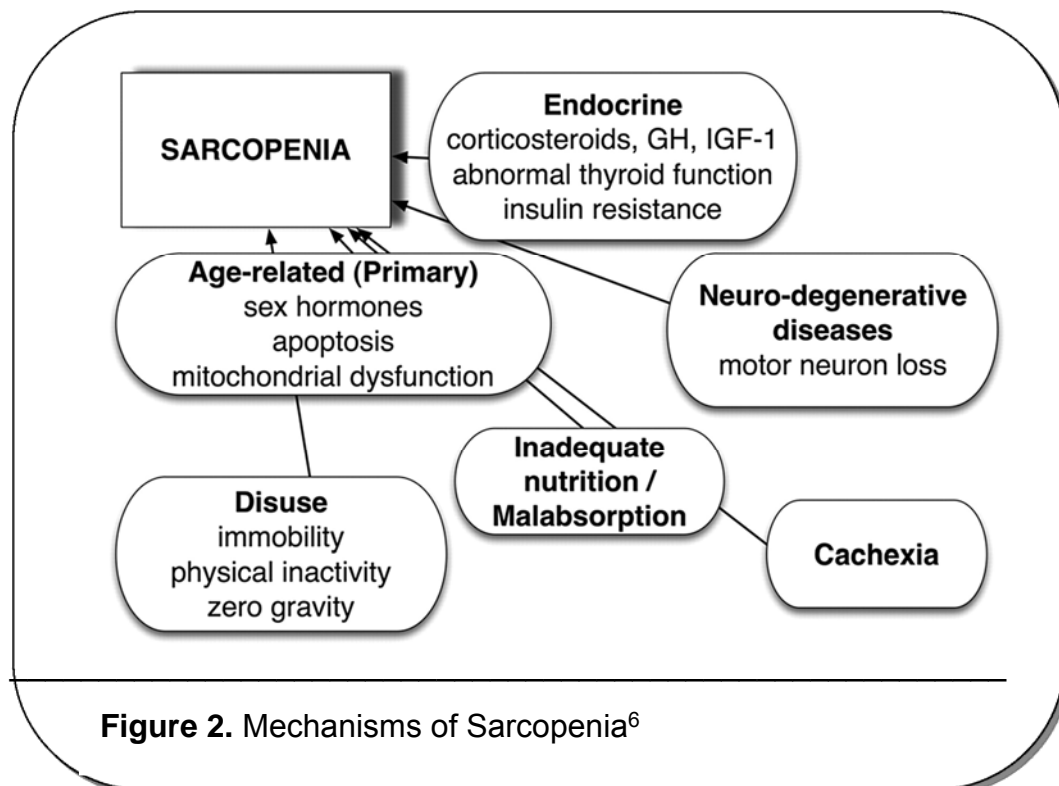 SARCOPENIA
Endocrine
corticosteroids, GH, IGF-1
abnormal thyroid function
insulin resistance
Age-related (Primary)
sex hormones
apoptosis
mitochondrial dysfunction
Neuro-degenerative
diseases
motor neuron loss
Inadequate
nutrition /
Malabsorption
Disuse
immobility
physical inactivity
zero gravity
Cachexia
Figure 2. Mechanisms of Sarcopenia⁶